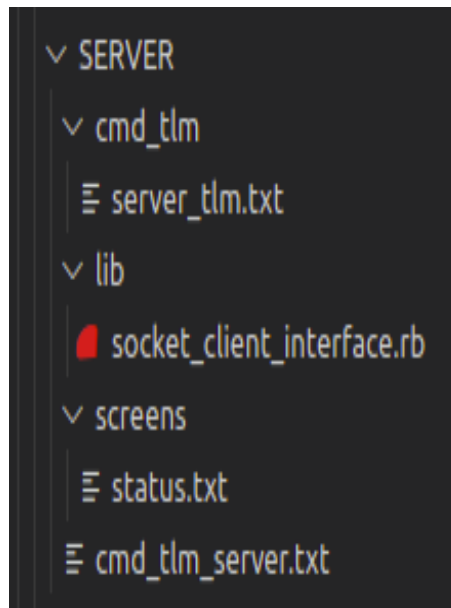 SERVER
cmd_tlm
server_tlm.txt
lib
socket_client_interface.rb
screens
status.txt
cmd_tlm_server.txt